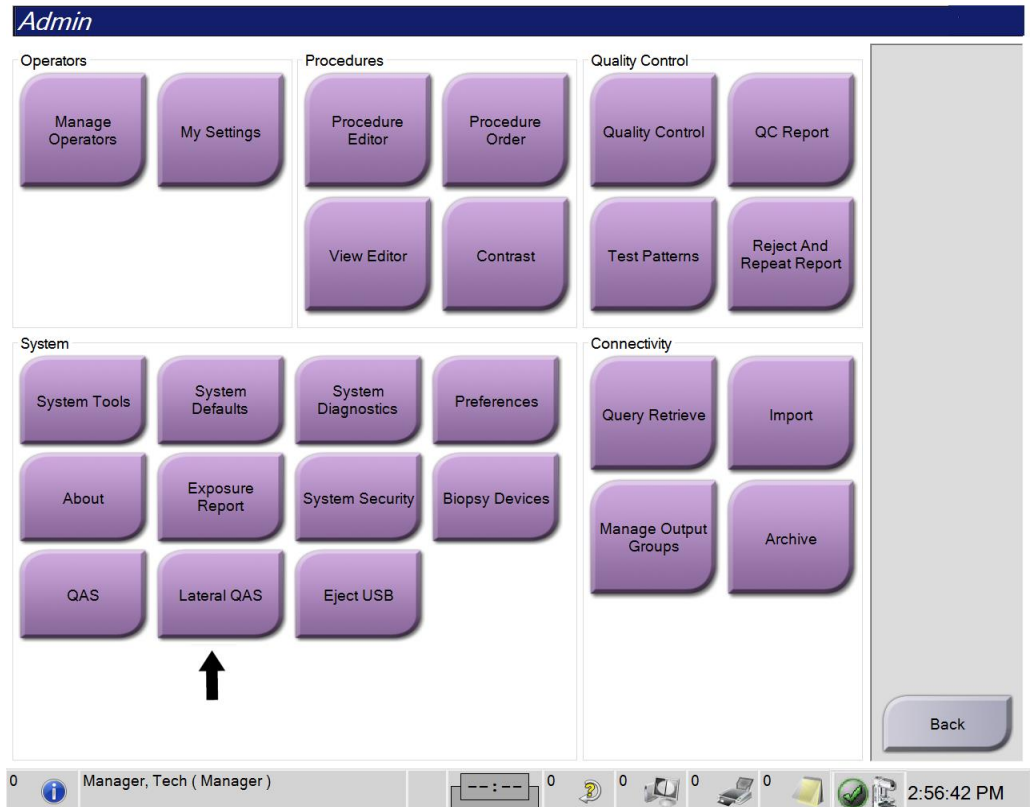 Admin
Operators
Manage
Operators
My Settings
Procedures
Procedure
Editor
Procedure
Order
View Editor
Contrast
Quality Control
Quality Control
QC Report
Test Patterns
Reject And
Repeat Report
System
System Tools
System
Defaults
System
Diagnostics
Preferences
About
Exposure
Report
System Security
Biopsy Devices
QAS
Lateral QAS
Eject USB
Connectivity
Query Retrieve
Import
Manage Output
Groups
Archive
Back
0
Manager, Tech ( Manager )
--:--
0
0
0
0
2:56:42 PM